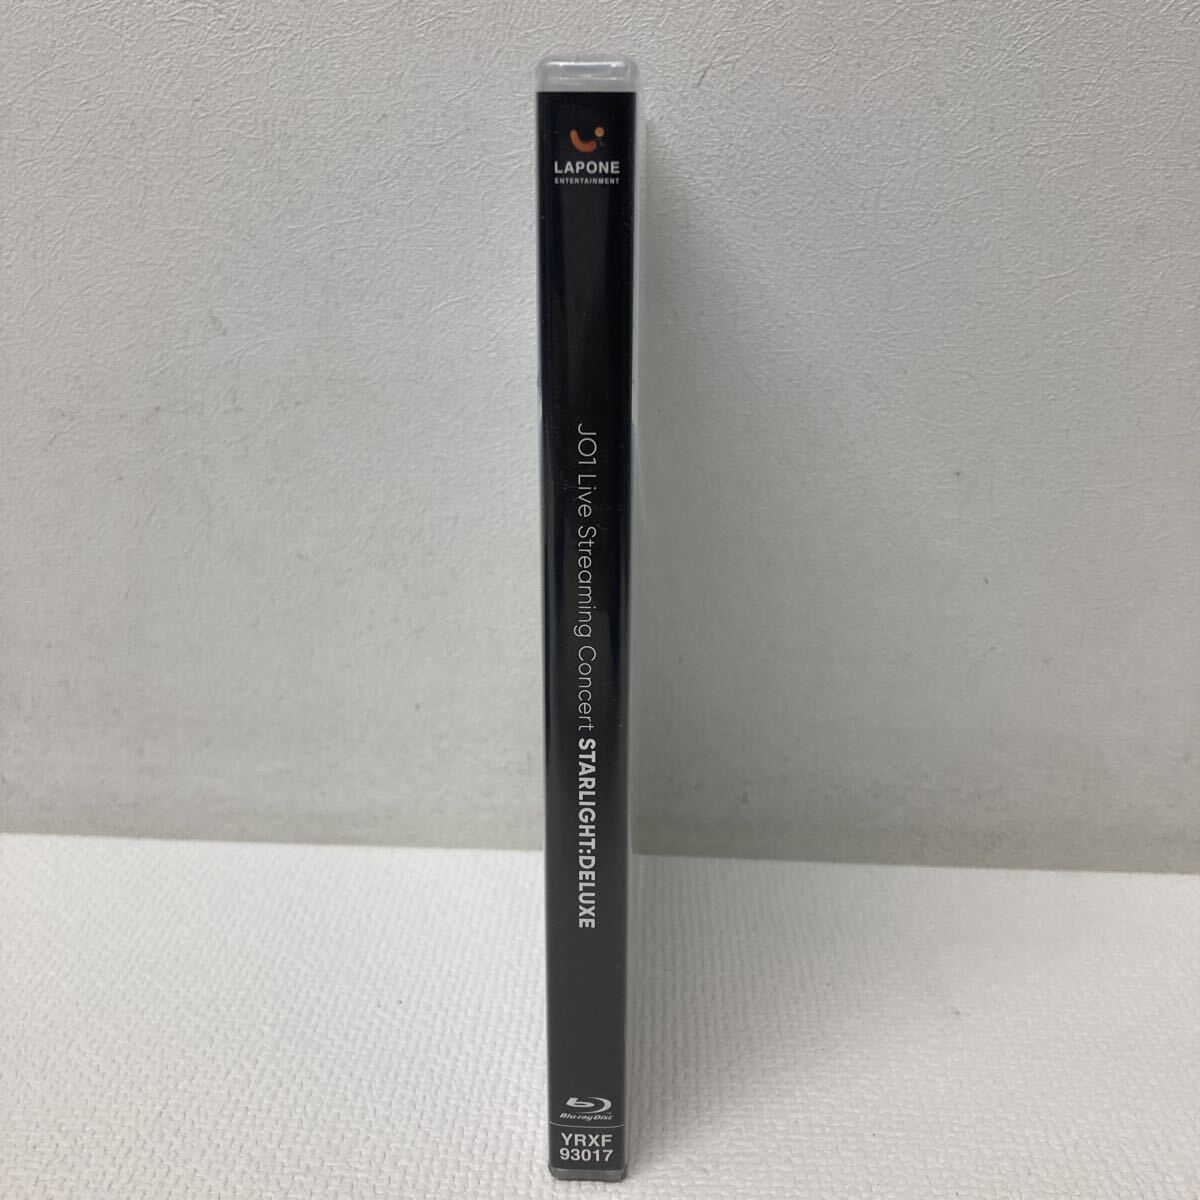 LAPONE
ENTERTAINMENT
JO1 Live Streaming Concert STARLIGHT:DELUXE
Blu-ray Disc
YRXF
93017